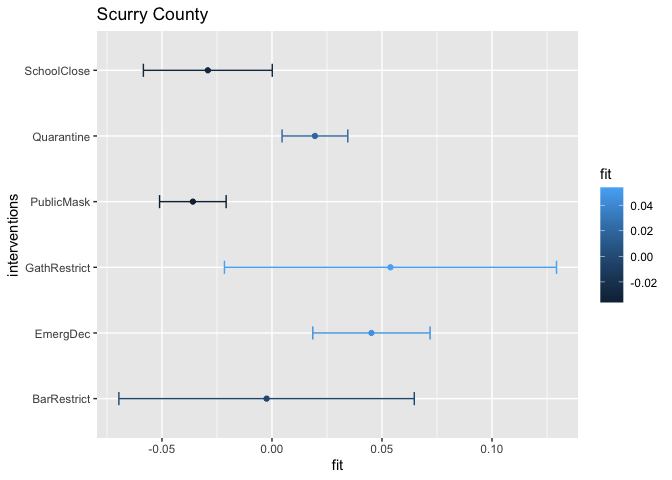 Scurry County
SchoolClose
Quarantine
PublicMask
GathRestrict
EmergDec
BarRestrict
interventions
-0.05 0.00 0.05 0.10
fit
fit
0.04
0.02
0.00
-0.02